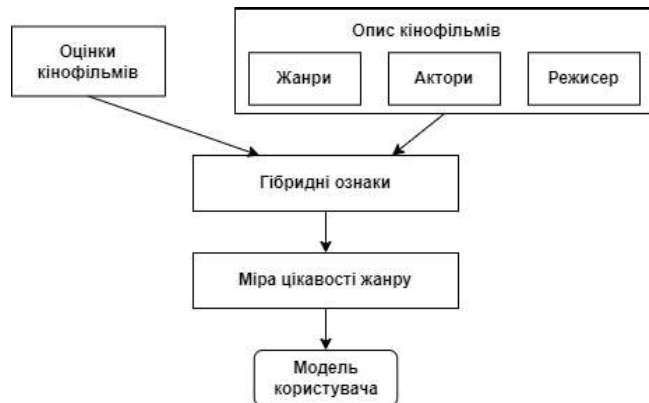 Оцінки
кінофільмів
Опис кінофільмів
Жанри
Актори
Режисер
Гібридні ознаки
Міра цікавості жанру
Модель
користувача